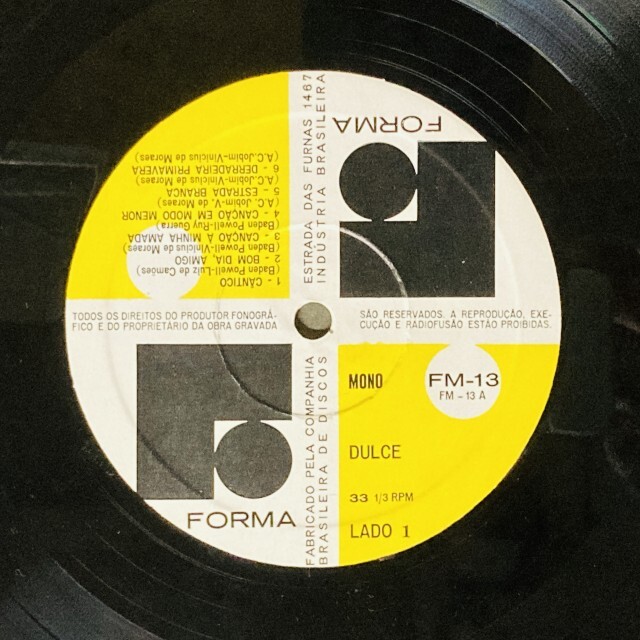 FORMA
1 - CÂNTICO
(Baden Powell-Luiz de Camões)
2 - BOM DIA, AMIGO
(Baden Powell-Vinicius de Moraes)
3 - CANÇÃO À MINHA AMADA
(Baden Powell-Ruy Guerra)
4 - CANÇÃO EM MODO MENOR
(A.C.Jobim-V. de Moraes)
5 - ESTRADA BRANCA
(A.C.Jobim-Vinicius de Moraes)
6 - DERRADEIRA PRIMAVERA
(A.C.Jobim-Vinicius de Moraes)
ESTRADA DAS FURNAS 1467
INDÚSTRIA BRASILEIRA
TODOS OS DIREITOS DO PRODUTOR FONOGRÁ-
FICO E DO PROPRIETÁRIO DA OBRA GRAVADA
SÃO RESERVADOS. A REPRODUÇÃO, EXE-
CUÇÃO E RADIOFUSÃO ESTÃO PROIBIDAS.
FABRICADO PELA COMPANHIA
BRASILEIRA DE DISCOS
MONO
FM-13
FM - 13 A
DULCE
33 1/3 RPM
LADO 1
FORMA